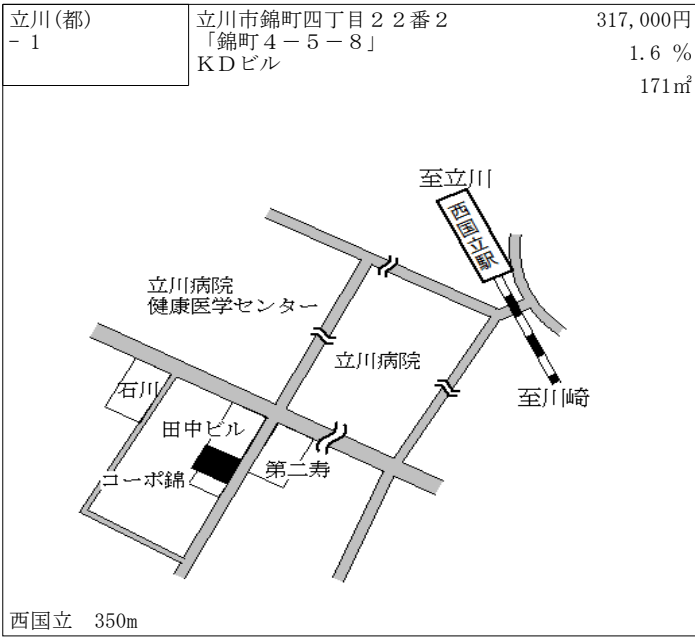 立川(都)
- 1
立川市錦町四丁目２２番２
「錦町４－５－８」
ＫＤビル
317,000円
1.6 %
171㎡
至立川
西国立駅
立川病院
健康医学センター
立川病院
至川崎
石川
田中ビル
第二寿
コーポ錦
西国立　350m